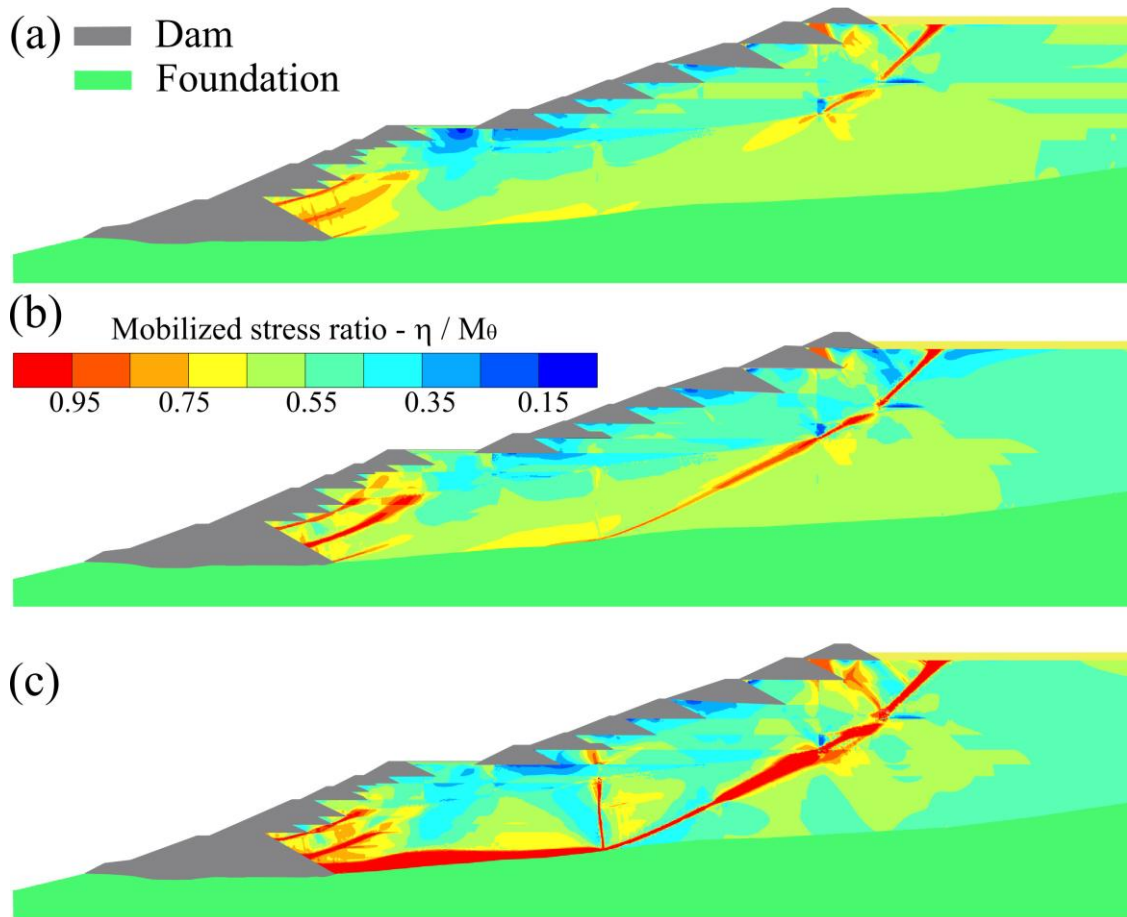 (a) Dam
Foundation
(b)
Mobilized stress ratio - η / Mθ
0.95 0.75 0.55 0.35 0.15
(c)